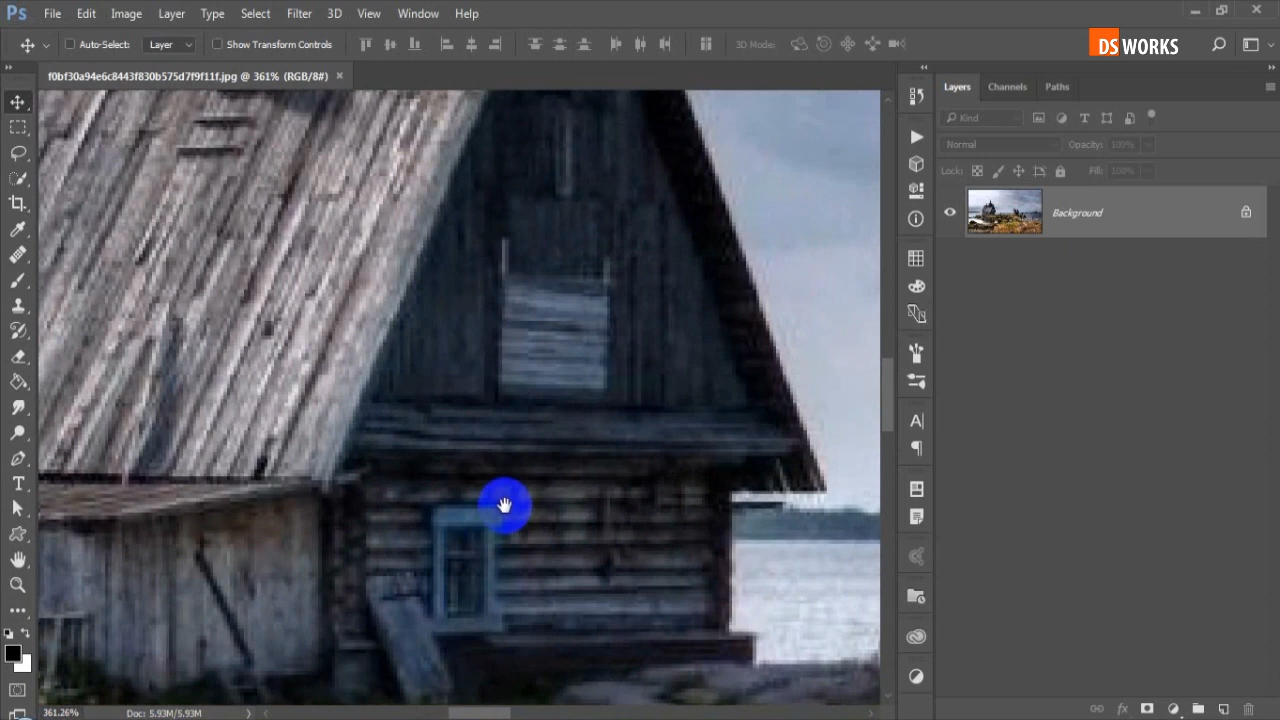 Ps File Edit Image Layer Type Select Filter 3D View Window Help
Auto-Select: Layer Show Transform Controls 3D Mode: DS WORKS
f0bf30a94e6c8443f830b575d7f9f11f.jpg @ 361% (RGB/8#) ×
Layers Channels Paths
Kind
Normal Opacity: 100%
Lock: Fill: 100%
Background
361.26% Doc: 5.93M/5.93M